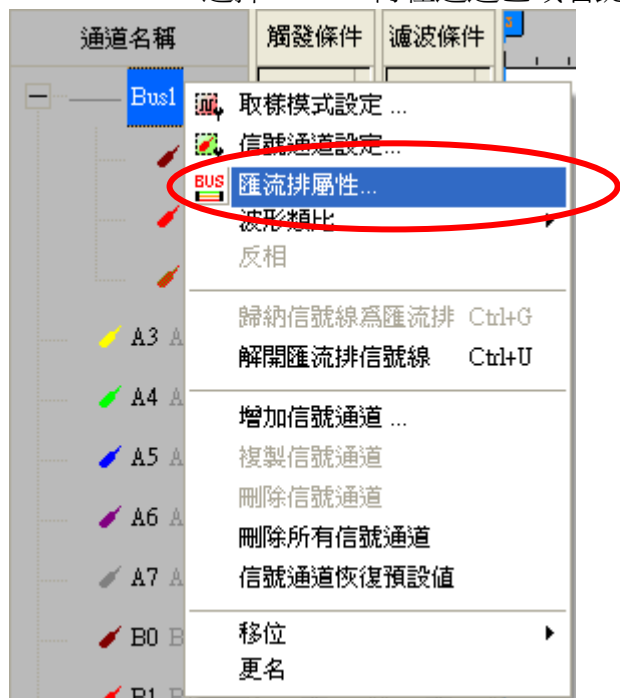 通道名稱 觸發條件 濾波條件
Bus1
取樣模式設定 ...
信號通道設定...
BUS 匯流排屬性...
波形類比
反相
歸納信號線為匯流排 Ctrl+G
解開匯流排信號線 Ctrl+U
A3 A
A4 A
增加信號通道 ...
A5 A
複製信號通道
刪除信號通道
A6 A
刪除所有信號通道
A7 A
信號通道恢復預設值
B0 B
移位
更名
B1